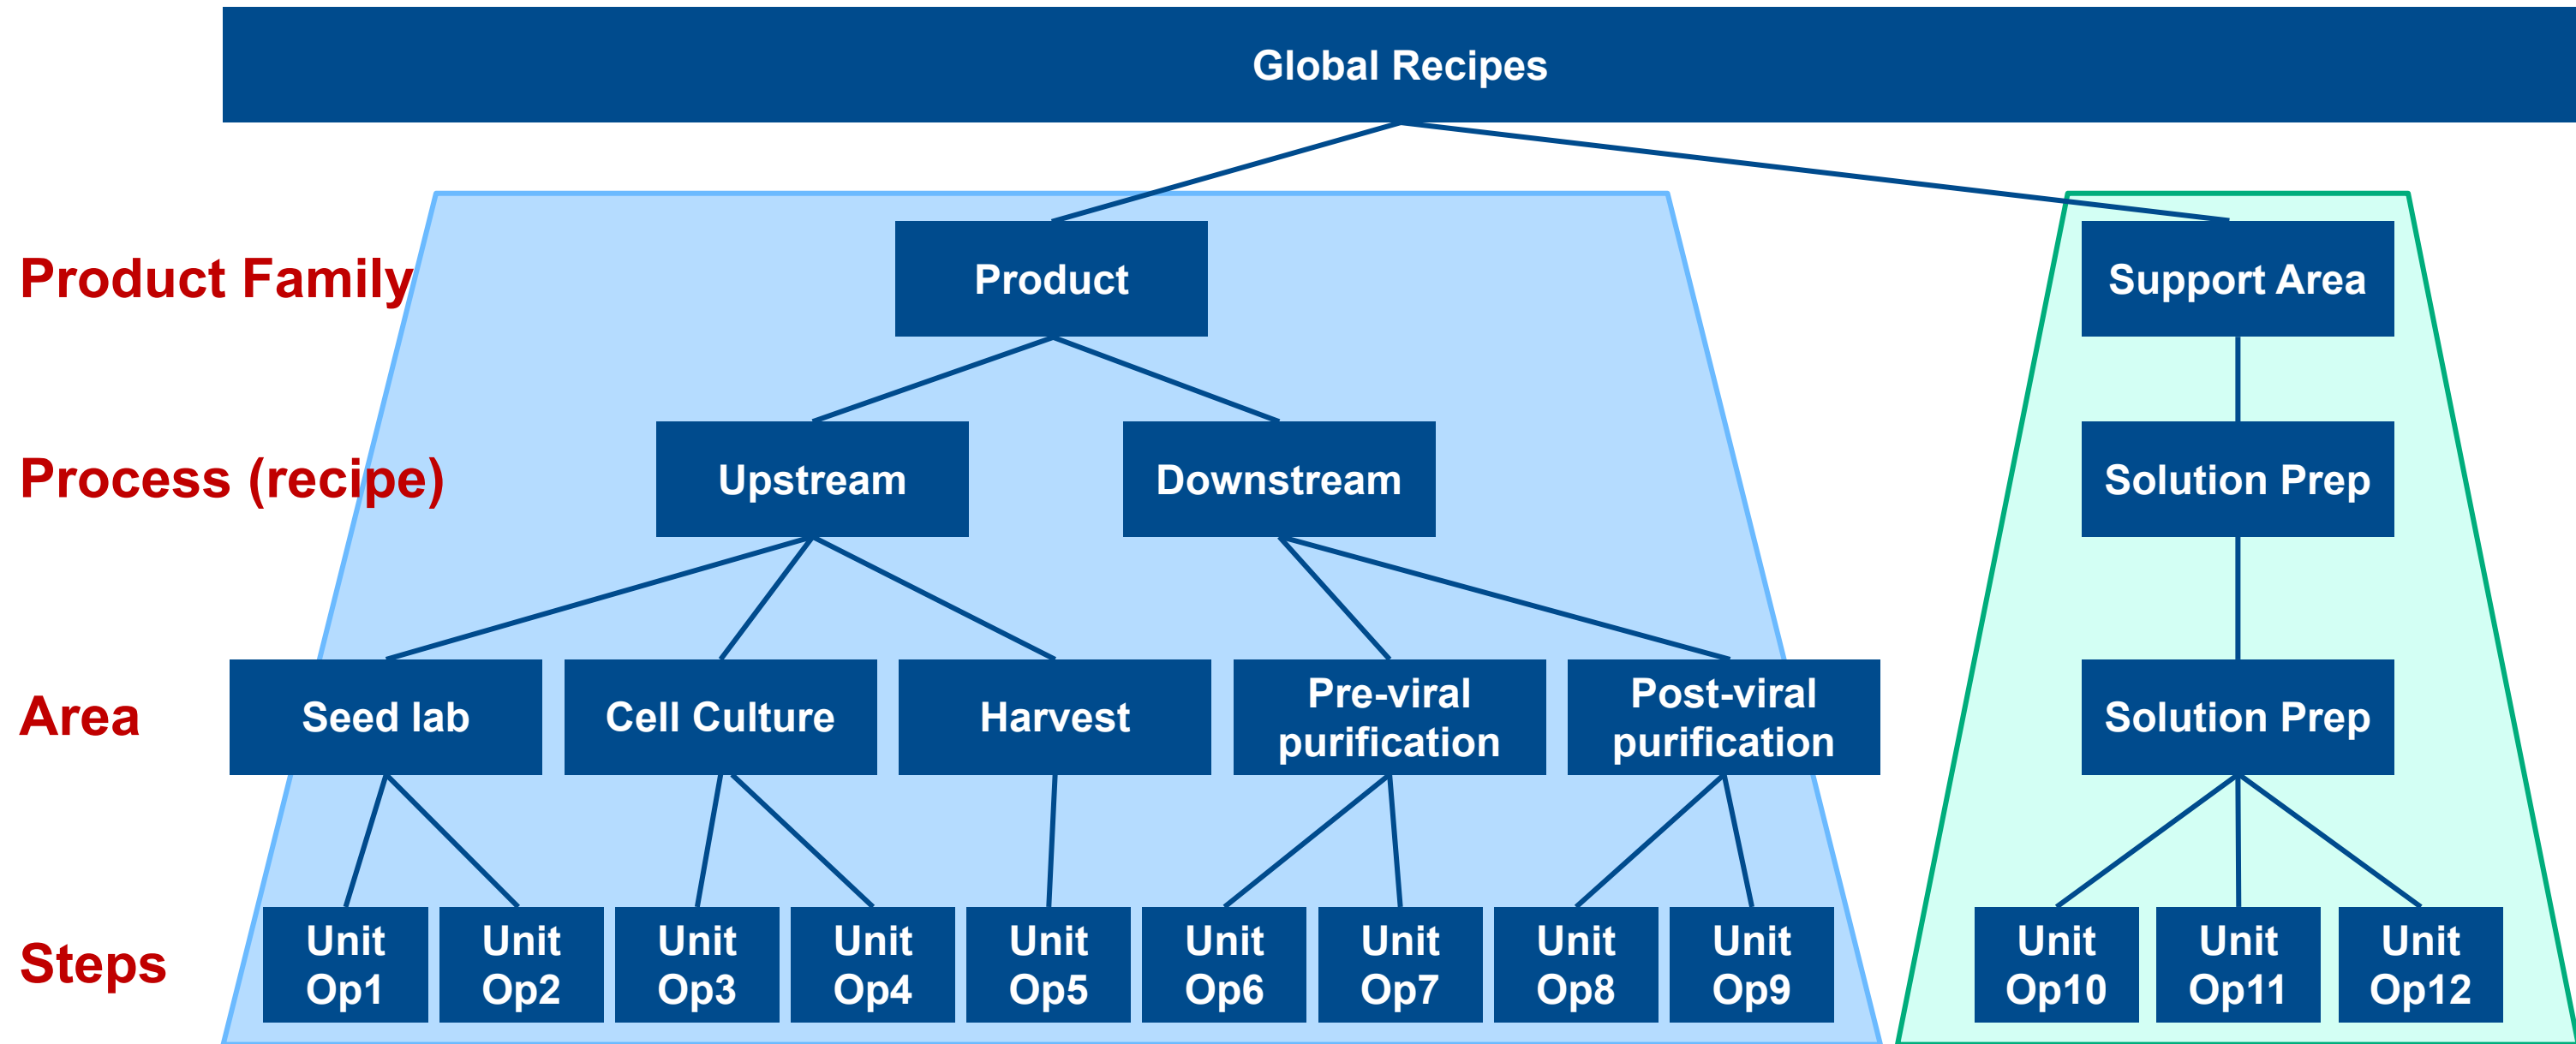 Global Recipes
Product Family
Product
Support Area
Process (recipe)
Upstream
Downstream
Solution Prep
Area
Seed lab
Cell Culture
Harvest
Pre-viral
purification
Post-viral
purification
Solution Prep
Steps
Unit
Op1
Unit
Op2
Unit
Op3
Unit
Op4
Unit
Op5
Unit
Op6
Unit
Op7
Unit
Op8
Unit
Op9
Unit
Op10
Unit
Op11
Unit
Op12